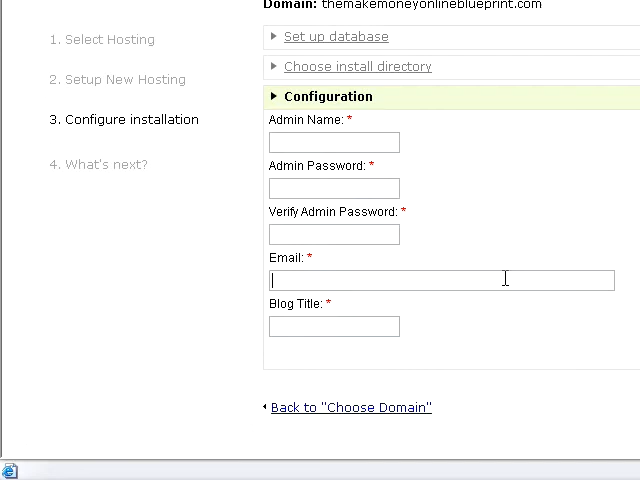 Domain: themakemoneyonlineblueprint.com
1. Select Hosting
2. Setup New Hosting
3. Configure installation
4. What's next?
Set up database
Choose install directory
Configuration
Admin Name: *
Admin Password: *
Verify Admin Password: *
Email: *
Blog Title: *
Back to "Choose Domain"